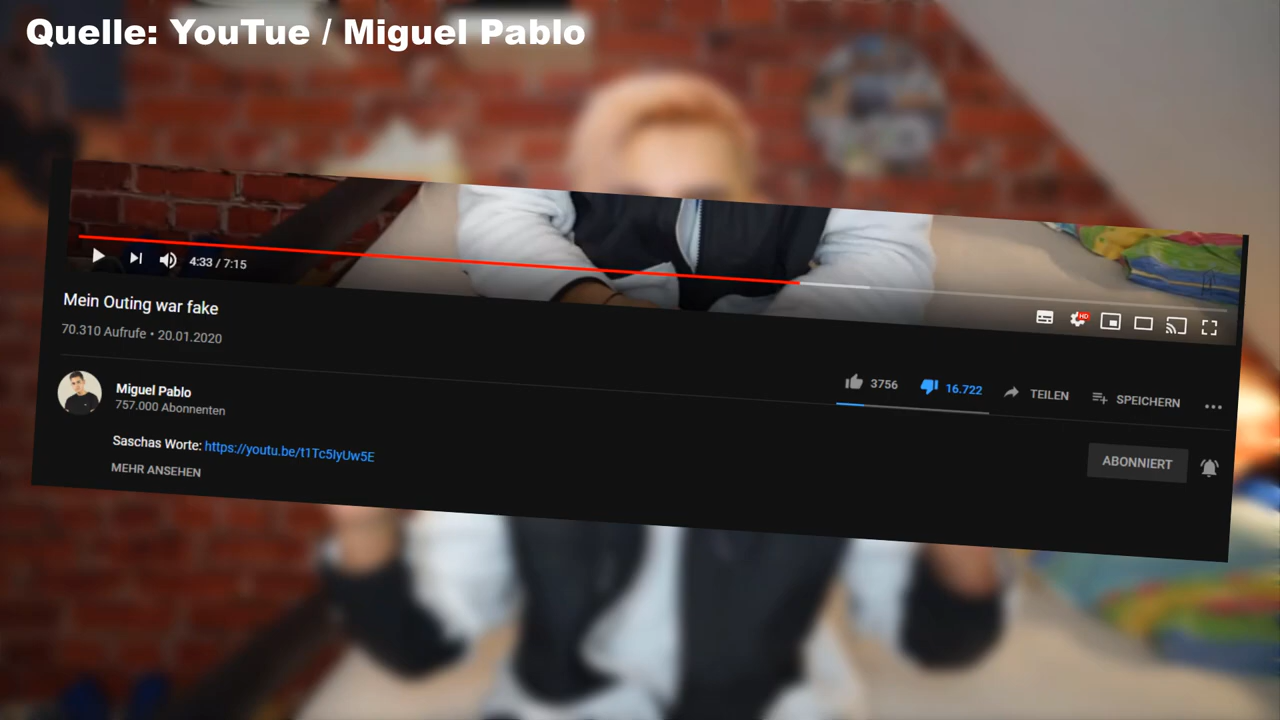 Quelle: YouTue / Miguel Pablo
4:33 / 7:15
HD
Mein Outing war fake
70.310 Aufrufe • 20.01.2020
3756
16.722
TEILEN
SPEICHERN
Miguel Pablo
757.000 Abonnenten
ABONNIERT
Saschas Worte: https://youtu.be/t1Tc5IyUw5E
MEHR ANSEHEN